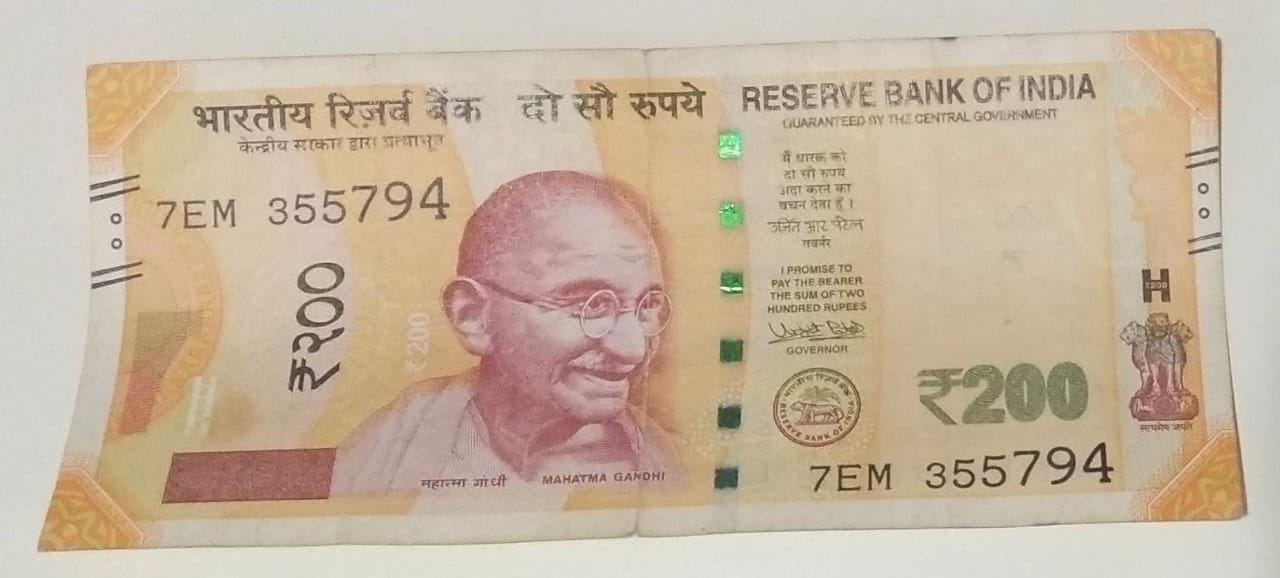 भारतीय रिज़र्व बैंक दो सौ रुपये
केन्द्रीय सरकार द्वारा प्रत्याभूत
RESERVE BANK OF INDIA
GUARANTEED BY THE CENTRAL GOVERNMENT
7EM 355794
₹२००
₹200
मैं धारक को
दो सौ रुपये
अदा करने का
वचन देता हूँ ।
उर्जित आर पटेल
गवर्नर
I PROMISE TO
PAY THE BEARER
THE SUM OF TWO
HUNDRED RUPEES
GOVERNOR
भारतीय रिज़र्व बैंक
RESERVE BANK OF INDIA
H
₹200
₹200
सत्यमेव जयते
महात्मा गांधी MAHATMA GANDHI
7EM 355794